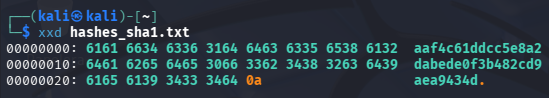 ┌──(kali㉿kali)-[~]
└─$ xxd hashes_sha1.txt
00000000: 6161 6634 6336 3164 6463 6335 6538 6132  aaf4c61ddcc5e8a2
00000010: 6461 6265 6465 3066 3362 3438 3263 6439  dabede0f3b482cd9
00000020: 6165 6139 3433 3464 0a                   aea9434d.